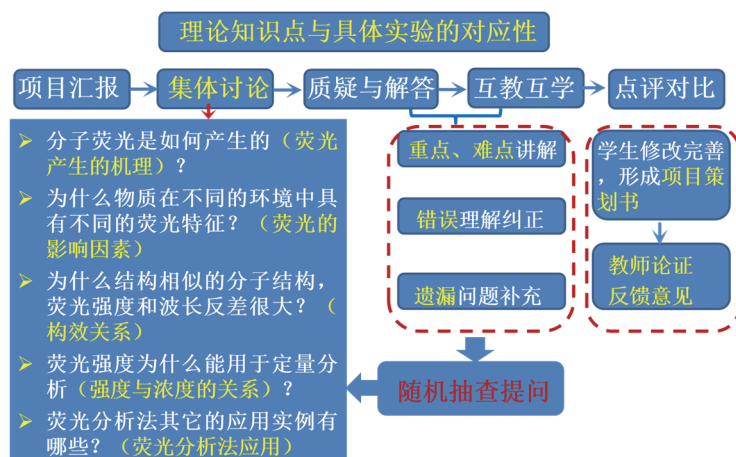 理论知识点与具体实验的对应性
项目汇报
集体讨论
质疑与解答
互教互学
点评对比
分子荧光是如何产生的（荧光
产生的机理）？
为什么物质在不同的环境中具
有不同的荧光特征？（荧光的
影响因素）
为什么结构相似的分子结构，
荧光强度和波长反差很大？（
构效关系）
荧光强度为什么能用于定量分
析（强度与浓度的关系）？
荧光分析法其它的应用实例有
哪些？（荧光分析法应用）
重点、难点讲解
错误理解纠正
遗漏问题补充
随机抽查提问
学生修改完善
，形成项目策
划书
教师论证
反馈意见